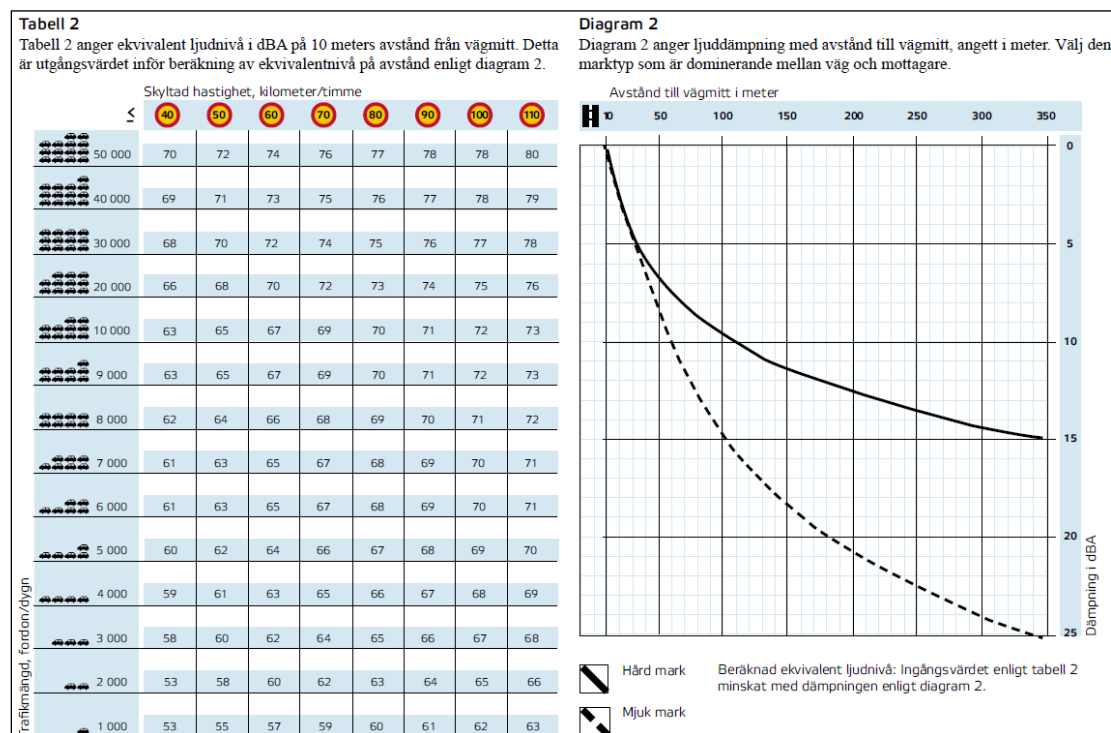 Tabell 2
Tabell 2 anger ekvivalent ljudnivå i dBA på 10 meters avstånd från vägmitt. Detta
är utgångsvärdet inför beräkning av ekvivalentnivå på avstånd enligt diagram 2.
Skyltad hastighet, kilometer/timme
≤ 40 50 60 70 80 90 100 110
50 000 70 72 74 76 77 78 78 80
40 000 69 71 73 75 76 77 78 79
30 000 68 70 72 74 75 76 77 78
20 000 66 68 70 72 73 74 75 76
10 000 63 65 67 69 70 71 72 73
9 000 63 65 67 69 70 71 72 73
8 000 62 64 66 68 69 70 71 72
7 000 61 63 65 67 68 69 70 71
6 000 61 63 65 67 68 69 70 71
5 000 60 62 64 66 67 68 69 70
4 000 59 61 63 65 66 67 68 69
3 000 58 60 62 64 65 66 67 68
2 000 53 58 60 62 63 64 65 66
1 000 53 55 57 59 60 61 62 63
Trafikmängd, fordon/dygn
Diagram 2
Diagram 2 anger ljuddämpning med avstånd till vägmitt, angett i meter. Välj den
marktyp som är dominerande mellan väg och mottagare.
Avstånd till vägmitt i meter
10 50 100 150 200 250 300 350
0
5
10
15
20
25
Dämpning i dBA
Hård mark
Mjuk mark
Beräknad ekvivalent ljudnivå: Ingångsvärdet enligt tabell 2
minskat med dämpningen enligt diagram 2.